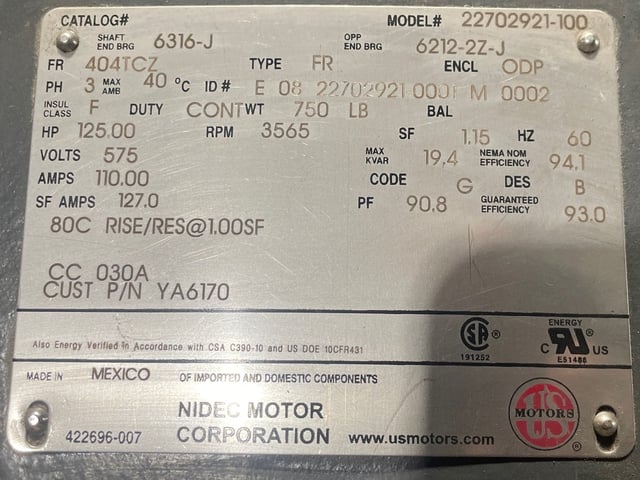 CATALOG# MODEL# 22702921-100
SHAFT END BRG 6316-J OPP END BRG 6212-2Z-J
FR 404TCZ TYPE FR ENCL ODP
PH 3 MAX AMB 40 °C ID# E 08 22702921 0001 M 0002
INSUL CLASS F DUTY CONT WT 750 LB BAL
HP 125.00 RPM 3565 SF 1.15 HZ 60
VOLTS 575 MAX KVAR 19.4 NEMA NOM EFFICIENCY 94.1
AMPS 110.00 CODE G DES B
SF AMPS 127.0 PF 90.8 GUARANTEED EFFICIENCY 93.0
80C RISE/RES@1.00SF
CC 030A
CUST P/N YA6170
Also Energy Verified In Accordance with CSA C390-10 and US DOE 10CFR431
SA ® 191252
ENERGY C UR US ® E51488
MADE IN MEXICO OF IMPORTED AND DOMESTIC COMPONENTS
NIDEC MOTOR
422696-007 CORPORATION www.usmotors.com
US MOTORS ®